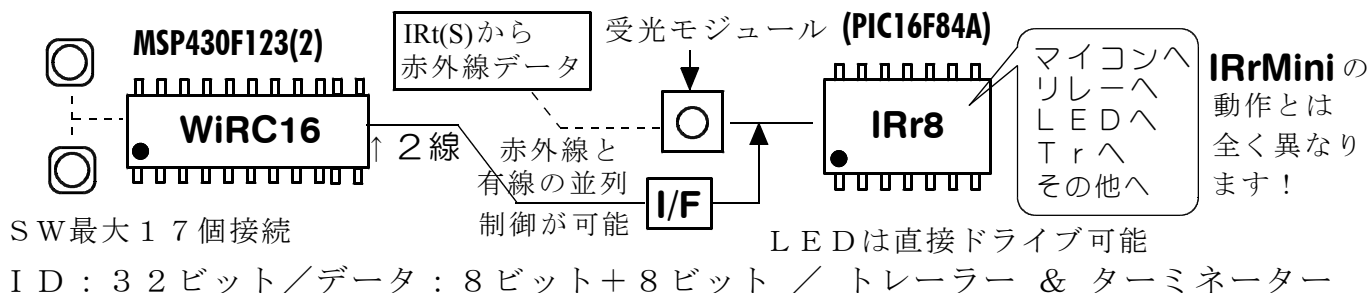 MSP430F123(2)
WiRC16
SW最大17個接続
↑2線
IRt(S)から
赤外線データ
赤外線と
有線の並列
制御が可能
受光モジュール
I/F
(PIC16F84A)
IRr8
LEDは直接ドライブ可能
マイコンへ
リレーへ
LEDへ
Trへ
その他へ
IRrMiniの
動作とは
全く異なり
ます!
ID:32ビット/データ:8ビット+8ビット / トレーラー & ターミネーター